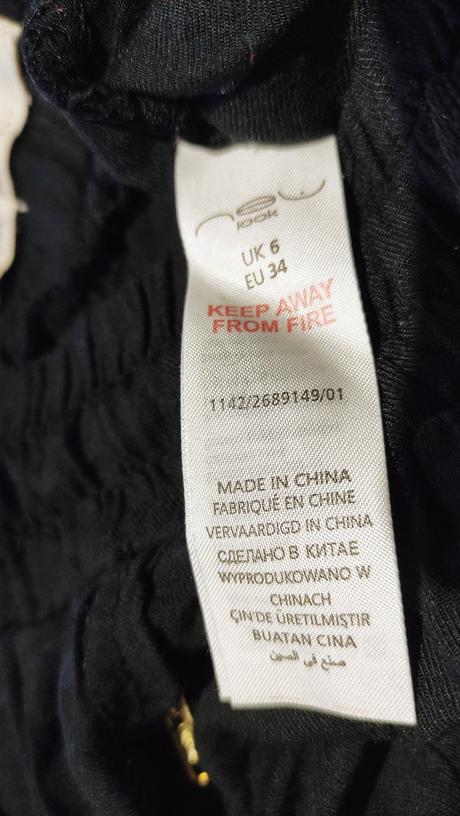 new
look
UK 6
EU 34
KEEP AWAY
FROM FIRE
1142/2689149/01
MADE IN CHINA
FABRIQUÉ EN CHINE
VERVAARDIGD IN CHINA
СДЕЛАНО В КИТАЕ
WYPRODUKOWANO W
CHINACH
ÇIN'DE ÜRETILMIŞTIR
BUATAN CINA
صنع في الصين